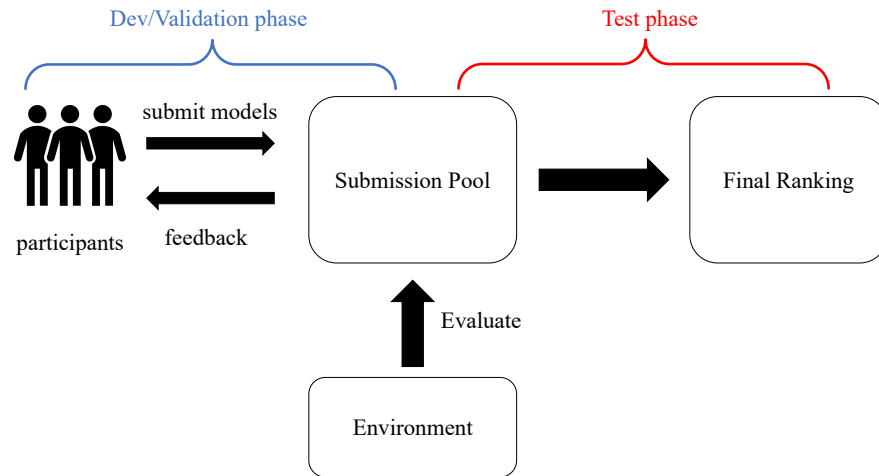 Dev/Validation phase
Test phase
submit models
Submission Pool
Final Ranking
participants
feedback
Evaluate
Environment